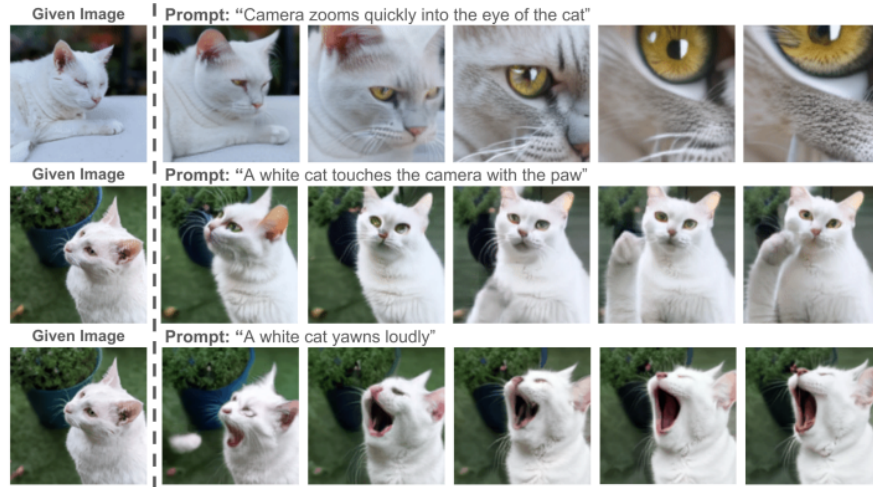 Given Image
Prompt: “Camera zooms quickly into the eye of the cat”
Given Image
Prompt: “A white cat touches the camera with the paw”
Given Image
Prompt: “A white cat yawns loudly”